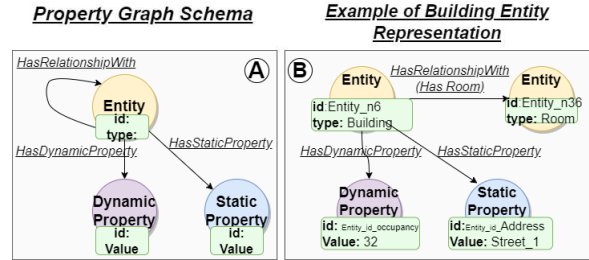 Property Graph Schema
HasRelationshipWith
A
Entity
id:
type:
HasDynamicProperty
HasStaticProperty
Dynamic
Property
id:
Value
Static
Property
id:
Value
Example of Building Entity
Representation
B
Entity
id:Entity_n6
type: Building
HasRelationshipWith
(Has Room)
Entity
id:Entity_n36
type: Room
HasDynamicProperty
HasStaticProperty
Dynamic
Property
id: Entity_id_occupancy
Value: 32
Static
Property
id:Entity_id_Address
Value: Street_1